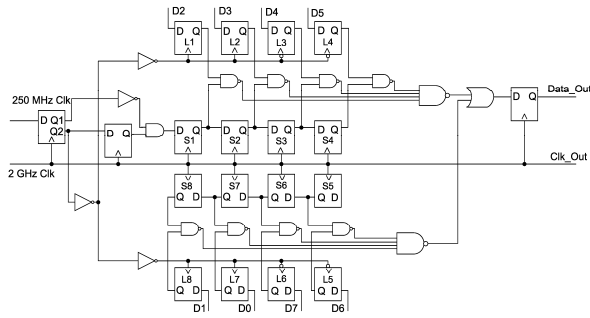 D2 D3 D4 D5
D Q D Q D Q D Q
L1 L2 L3 L4
250 MHz Clk
D Q1
Q2
D Q
D Q D Q D Q D Q
S1 S2 S3 S4
D Q
Data_Out
Clk_Out
2 GHz Clk
S8 S7 S6 S5
Q D Q D Q D Q D
L8 L7 L6 L5
Q D Q D Q D Q D
D1 D0 D7 D6